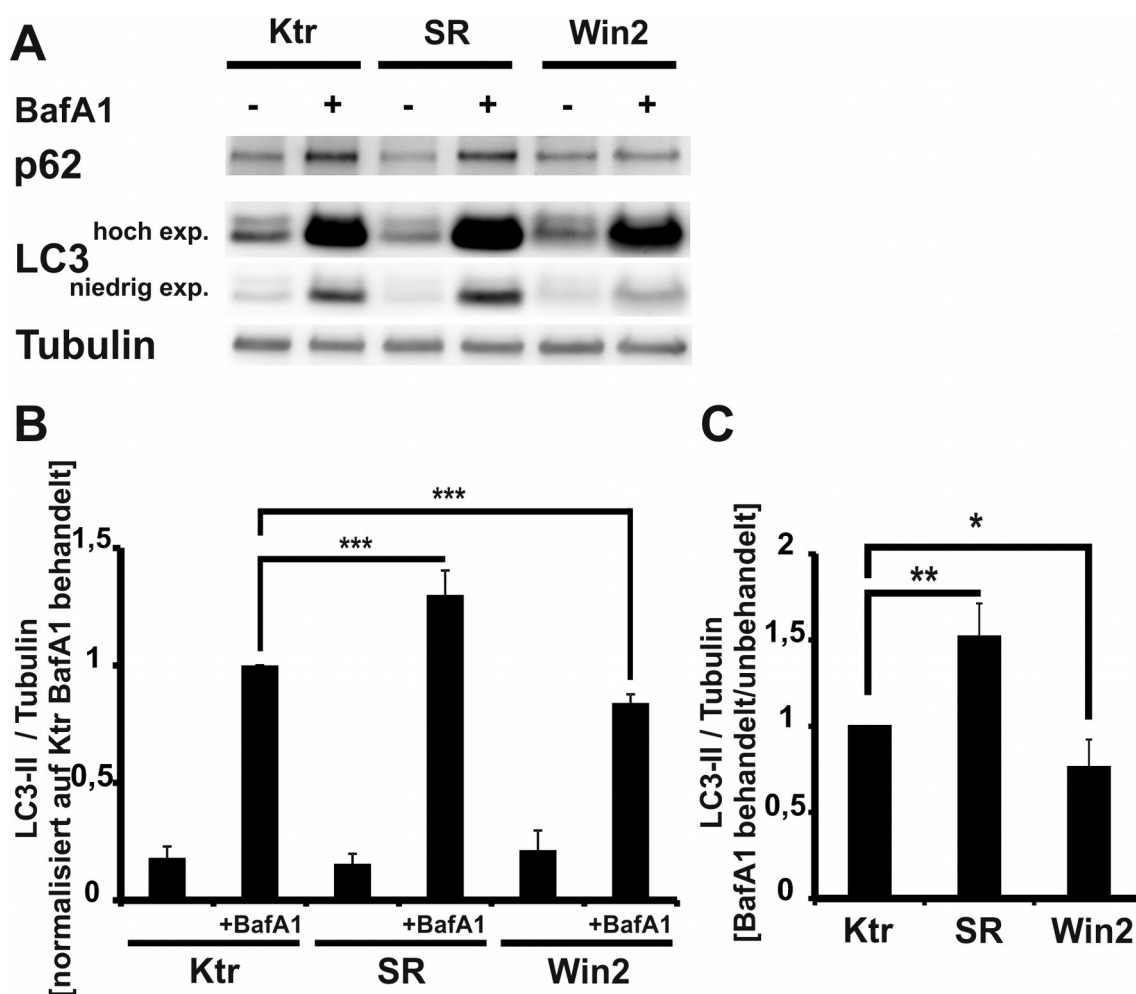 A
Ktr SR Win2
BafA1 - + - + - +
p62
LC3
hoch exp.
niedrig exp.
Tubulin
B
LC3-II / Tubulin
[normalisiert auf Ktr BafA1 behandelt]
1,5
1
0,5
0
***
***
+BafA1 +BafA1 +BafA1
Ktr SR Win2
C
LC3-II / Tubulin
[BafA1 behandelt/unbehandelt]
2
1,5
1
0,5
0
*
**
Ktr SR Win2